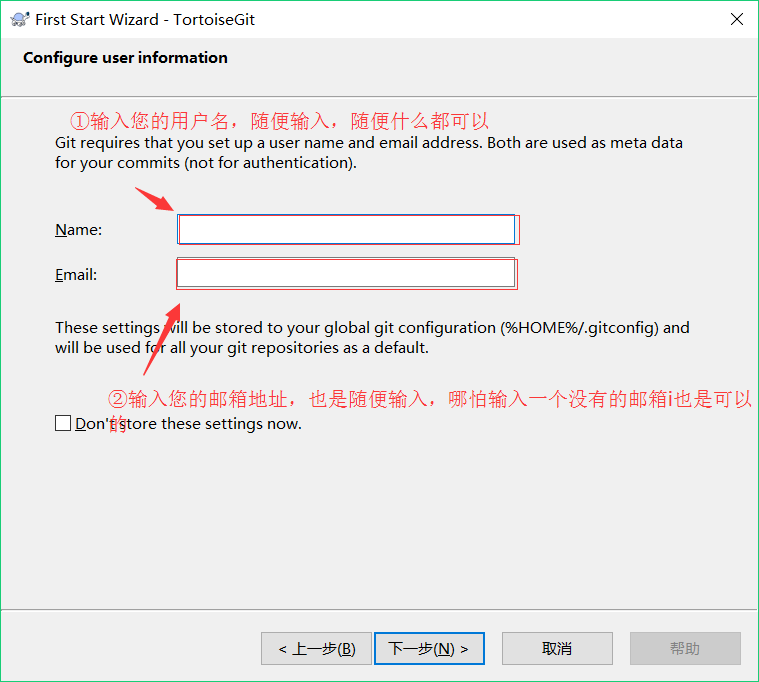 First Start Wizard - TortoiseGit
Configure user information
①输入您的用户名，随便输入，随便什么都可以
Git requires that you set up a user name and email address. Both are used as meta data
for your commits (not for authentication).
Name:
Email:
These settings will be stored to your global git configuration (%HOME%/.gitconfig) and
will be used for all your git repositories as a default.
②输入您的邮箱地址，也是随便输入，哪怕输入一个没有的邮箱i也是可以
的
Don't store these settings now.
< 上一步(B)
下一步(N) >
取消
帮助